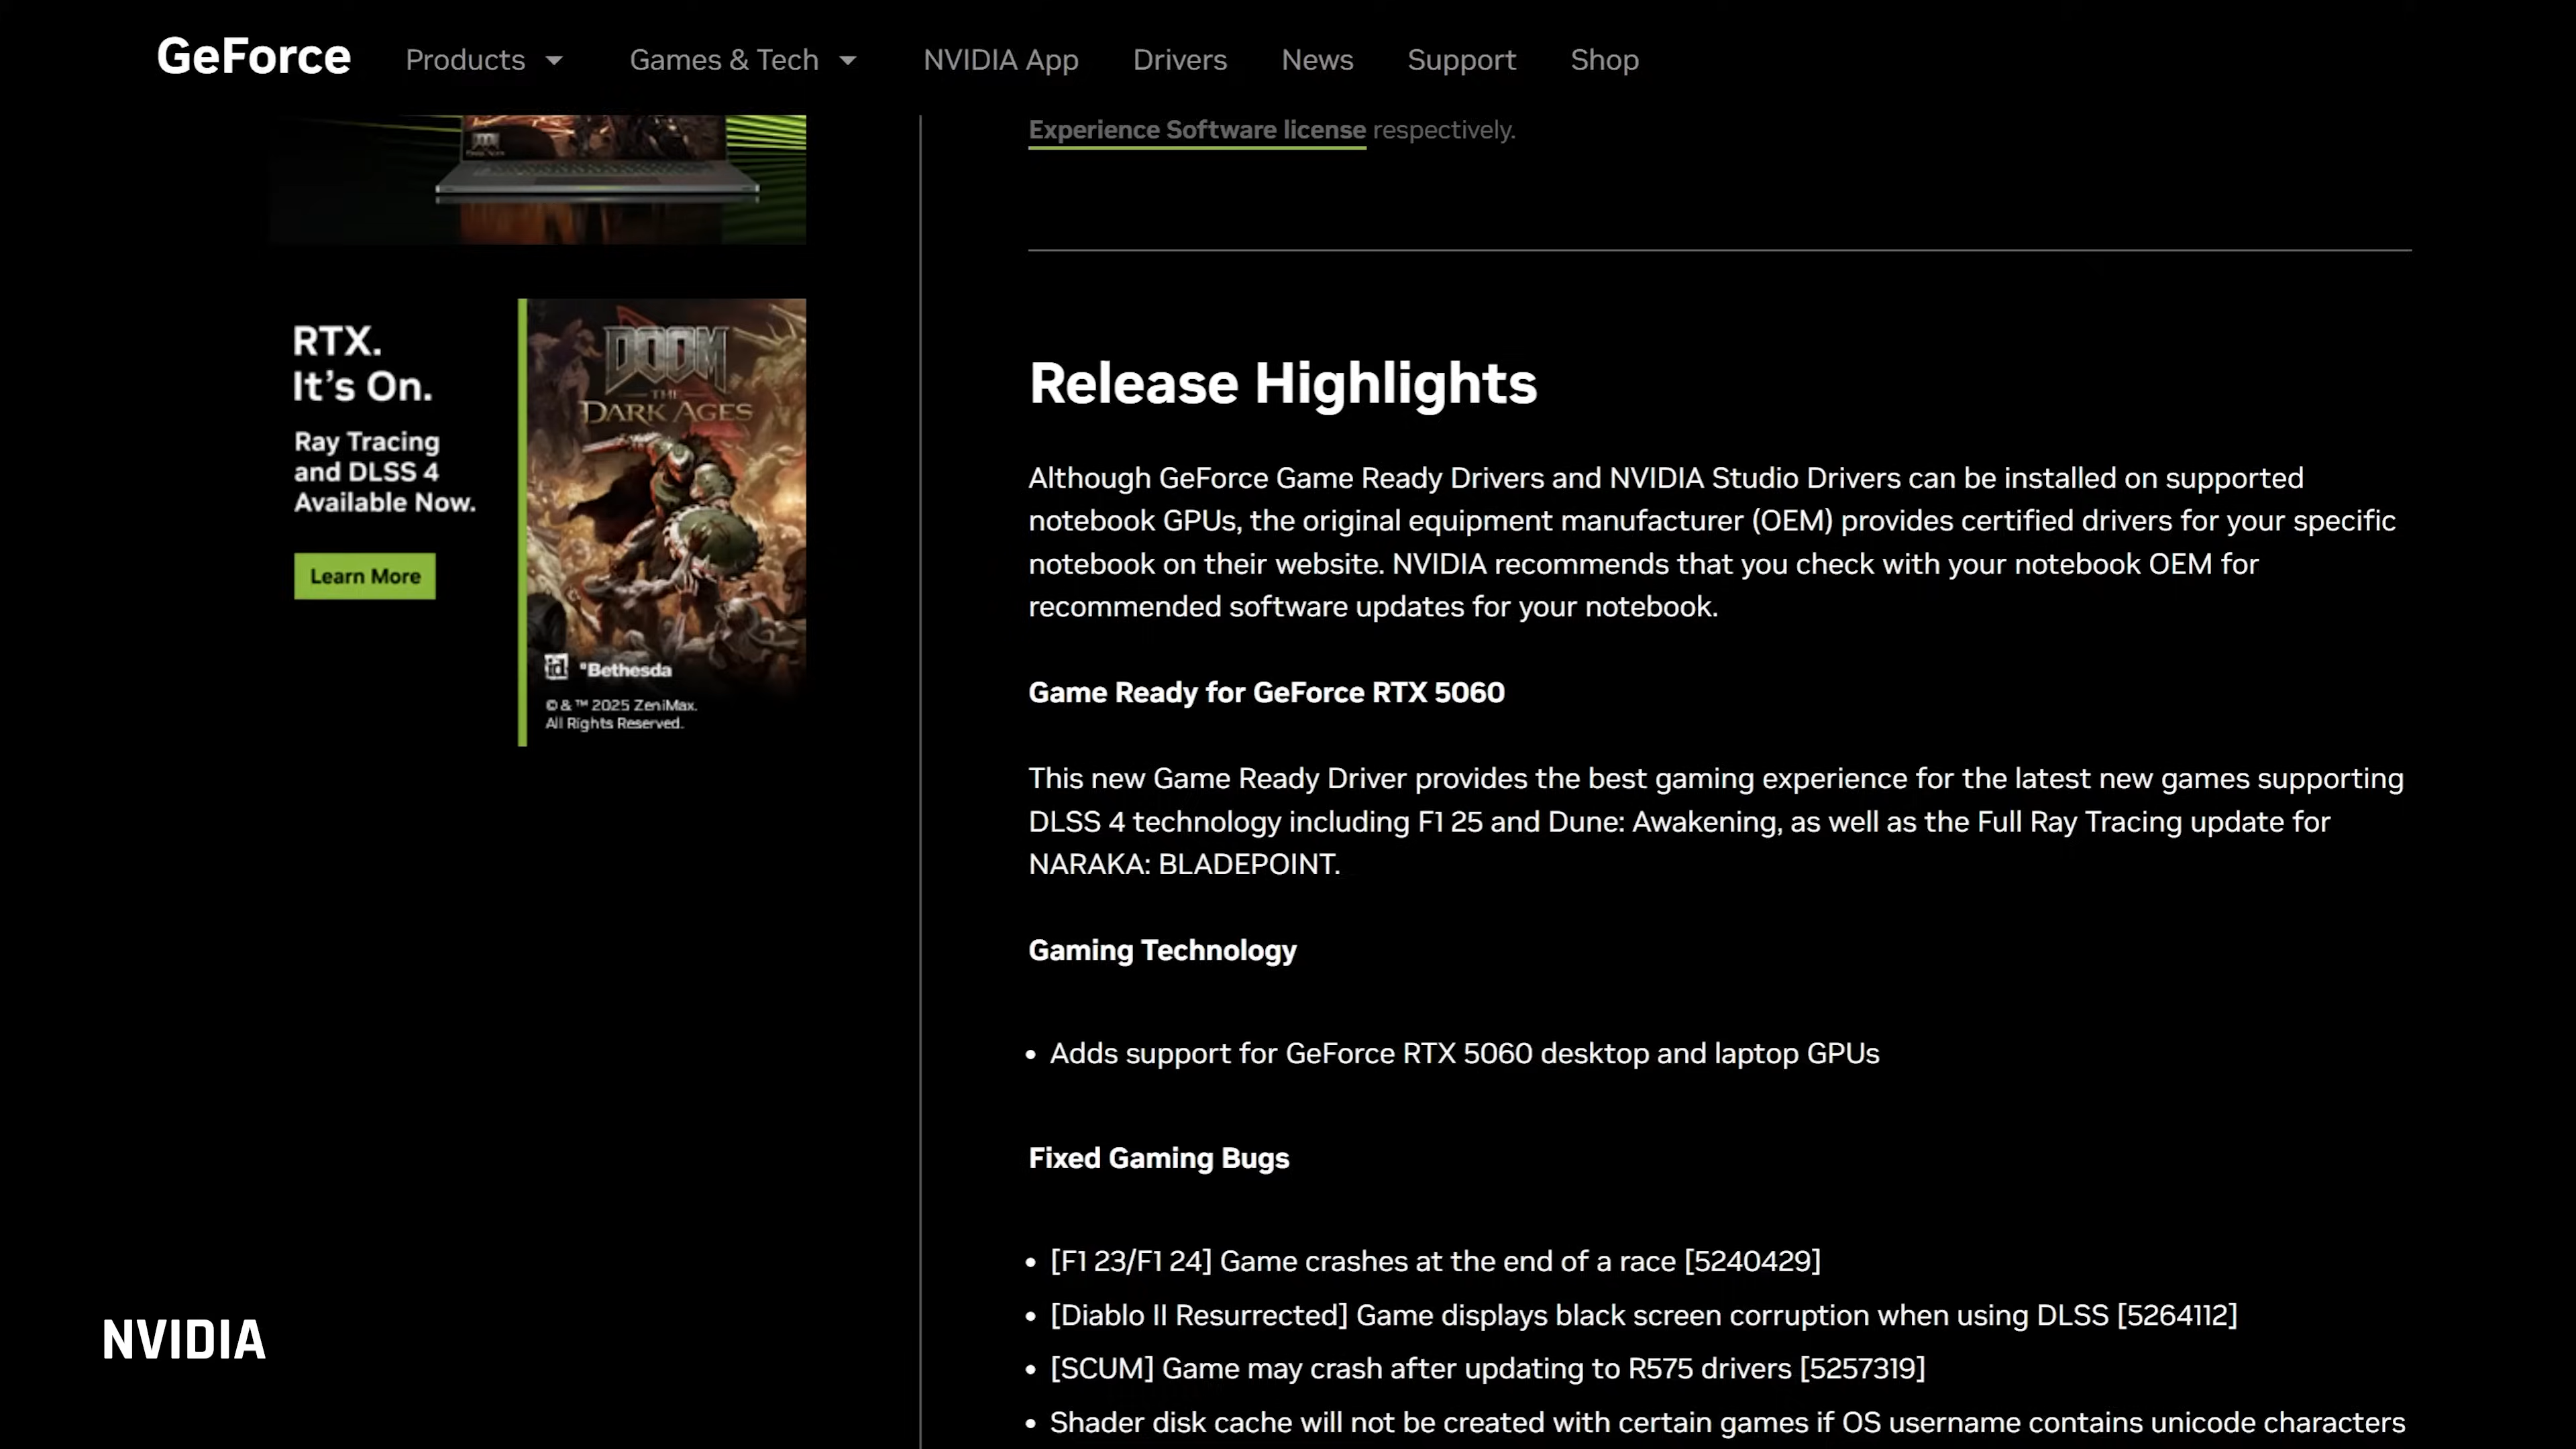 GeForce
Products
Games & Tech
NVIDIA App
Drivers
News
Support
Shop
Experience Software license respectively.
RTX.
It's On.
Ray Tracing
and DLSS 4
Available Now.
Learn More
DOOM
THE
DARK AGES
id
Bethesda
© & ™ 2025 ZeniMax.
All Rights Reserved.
Release Highlights
Although GeForce Game Ready Drivers and NVIDIA Studio Drivers can be installed on supported
notebook GPUs, the original equipment manufacturer (OEM) provides certified drivers for your specific
notebook on their website. NVIDIA recommends that you check with your notebook OEM for
recommended software updates for your notebook.
Game Ready for GeForce RTX 5060
This new Game Ready Driver provides the best gaming experience for the latest new games supporting
DLSS 4 technology including F1 25 and Dune: Awakening, as well as the Full Ray Tracing update for
NARAKA: BLADEPOINT.
Gaming Technology
• Adds support for GeForce RTX 5060 desktop and laptop GPUs
Fixed Gaming Bugs
• [F1 23/F1 24] Game crashes at the end of a race [5240429]
• [Diablo II Resurrected] Game displays black screen corruption when using DLSS [5264112]
• [SCUM] Game may crash after updating to R575 drivers [5257319]
• Shader disk cache will not be created with certain games if OS username contains unicode characters
NVIDIA